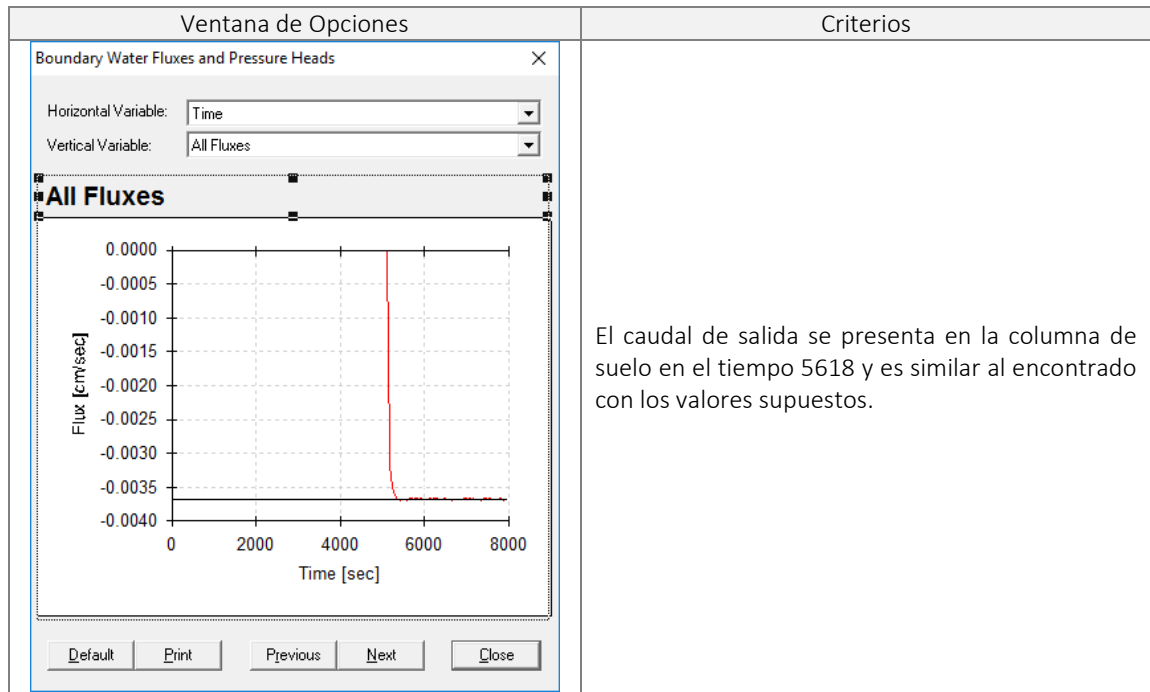 Ventana de Opciones
Criterios
Boundary Water Fluxes and Pressure Heads
Horizontal Variable: Time
Vertical Variable: All Fluxes
All Fluxes
0.0000
-0.0005
-0.0010
-0.0015
-0.0020
-0.0025
-0.0030
-0.0035
-0.0040
Flux [cm/sec]
0 2000 4000 6000 8000
Time [sec]
Default Print Previous Next Close
El caudal de salida se presenta en la columna de
suelo en el tiempo 5618 y es similar al encontrado
con los valores supuestos.